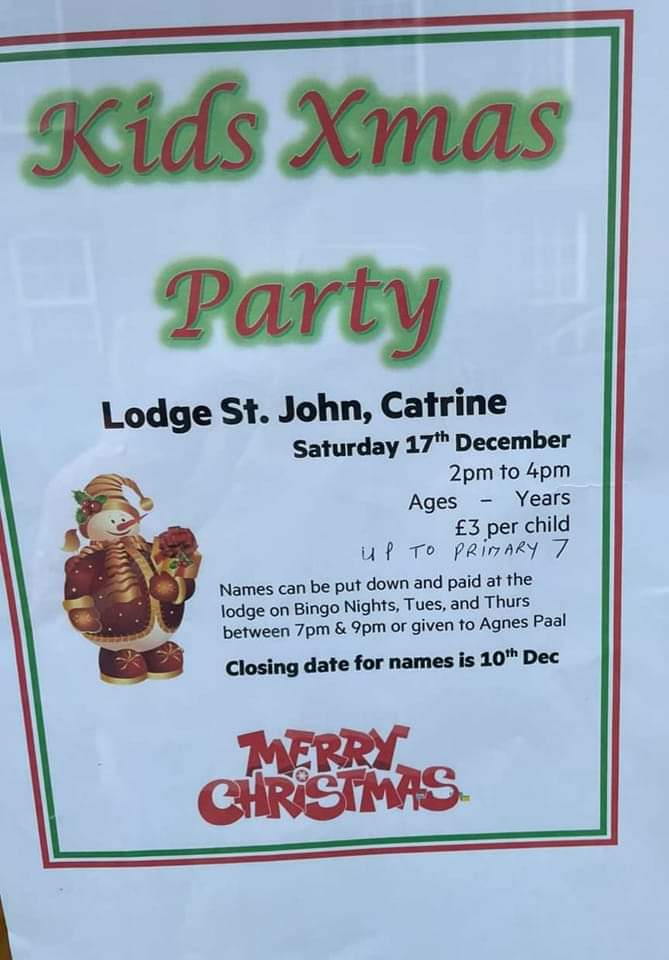 Kids Xmas
Party
Lodge St. John, Catrine
Saturday 17th December
2pm to 4pm
Ages – Years
£3 per child
UP TO PRIMARY 7
Names can be put down and paid at the
lodge on Bingo Nights, Tues, and Thurs
between 7pm & 9pm or given to Agnes Paal
Closing date for names is 10th Dec
MERRY
CHRISTMAS